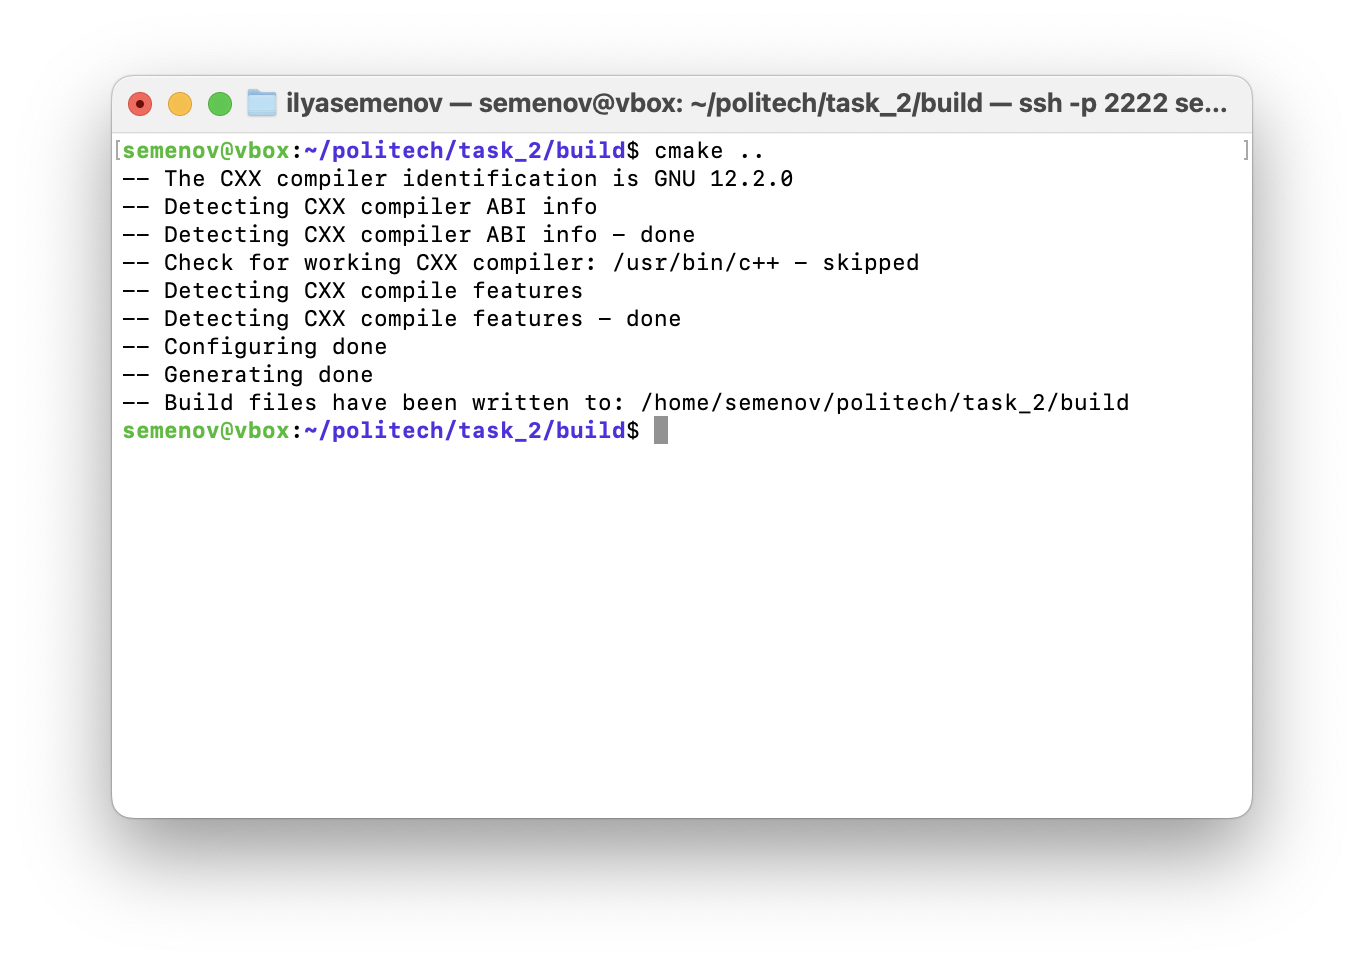 ilyasemenov — semenov@vbox: ~/politech/task_2/build — ssh -p 2222 se...
[semenov@vbox:~/politech/task_2/build$ cmake .. ]
-- The CXX compiler identification is GNU 12.2.0
-- Detecting CXX compiler ABI info
-- Detecting CXX compiler ABI info - done
-- Check for working CXX compiler: /usr/bin/c++ - skipped
-- Detecting CXX compile features
-- Detecting CXX compile features - done
-- Configuring done
-- Generating done
-- Build files have been written to: /home/semenov/politech/task_2/build
semenov@vbox:~/politech/task_2/build$